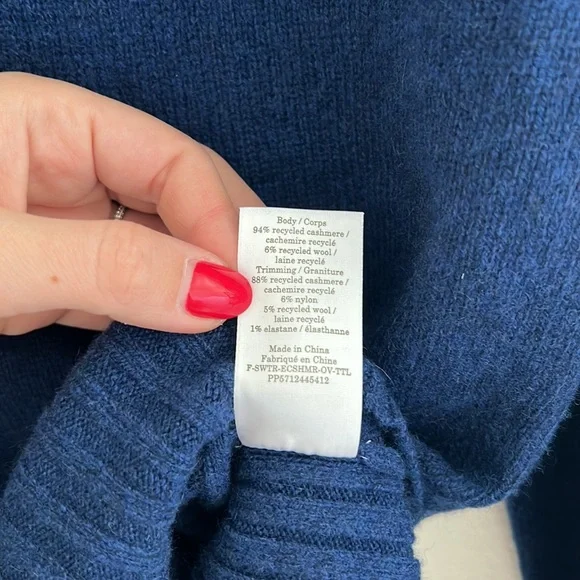 Body / Corps
94% recycled cashmere /
cachemire recyclé
6% recycled wool /
laine recyclé
Trimming / Graniture
88% recycled cashmere /
cachemire recyclé
6% nylon
5% recycled wool /
laine recyclé
1% elastane / élasthanne
Made in China
Fabriqué en Chine
F-SWTR-ECSHMR-OV-TTL
PP5712445412